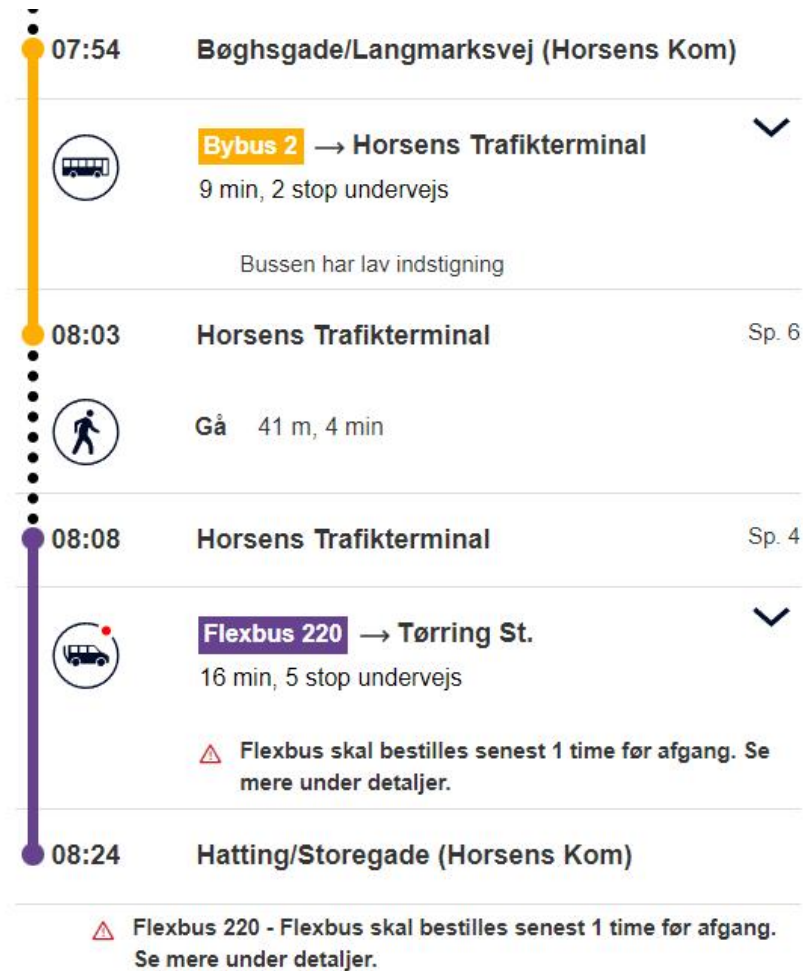 07:54 Bøghsgade/Langmarksvej (Horsens Kom)
Bybus 2 → Horsens Trafikterminal
9 min, 2 stop undervejs
Bussen har lav indstigning
08:03 Horsens Trafikterminal Sp. 6
Gå 41 m, 4 min
08:08 Horsens Trafikterminal Sp. 4
Flexbus 220 → Tørring St.
16 min, 5 stop undervejs
Flexbus skal bestilles senest 1 time før afgang. Se
mere under detaljer.
08:24 Hatting/Storegade (Horsens Kom)
Flexbus 220 - Flexbus skal bestilles senest 1 time før afgang.
Se mere under detaljer.